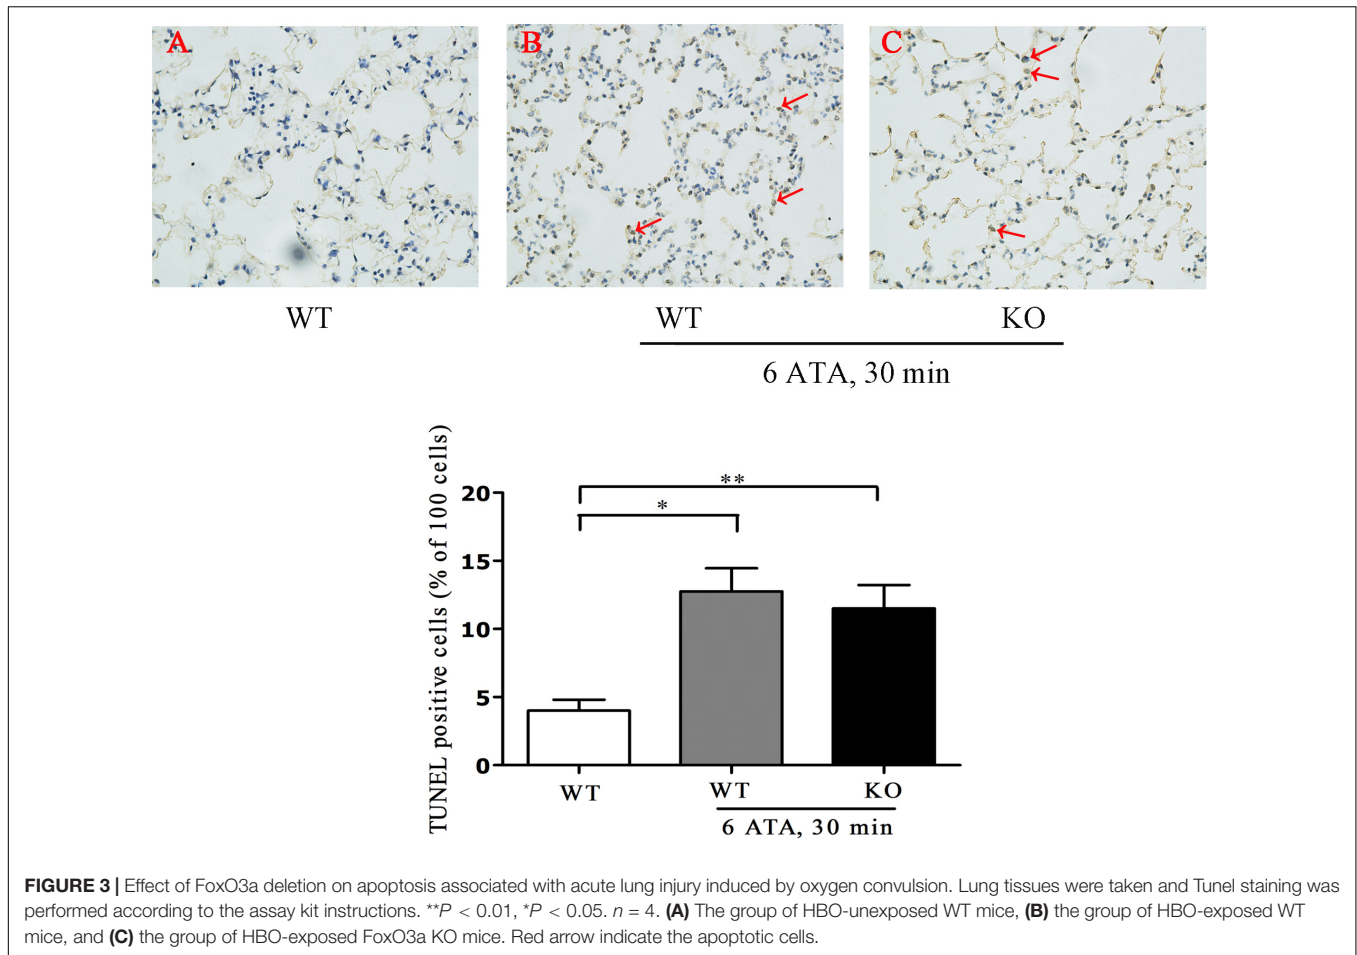 A
B
C
WT
WT
KO
6 ATA, 30 min
TUNEL positive cells (% of 100 cells)
20
15
10
5
0
**
*
WT
WT
KO
6 ATA, 30 min
FIGURE 3 | Effect of FoxO3a deletion on apoptosis associated with acute lung injury induced by oxygen convulsion. Lung tissues were taken and Tunel staining was
performed according to the assay kit instructions. **P < 0.01, *P < 0.05. n = 4. (A) The group of HBO-unexposed WT mice, (B) the group of HBO-exposed WT
mice, and (C) the group of HBO-exposed FoxO3a KO mice. Red arrow indicate the apoptotic cells.